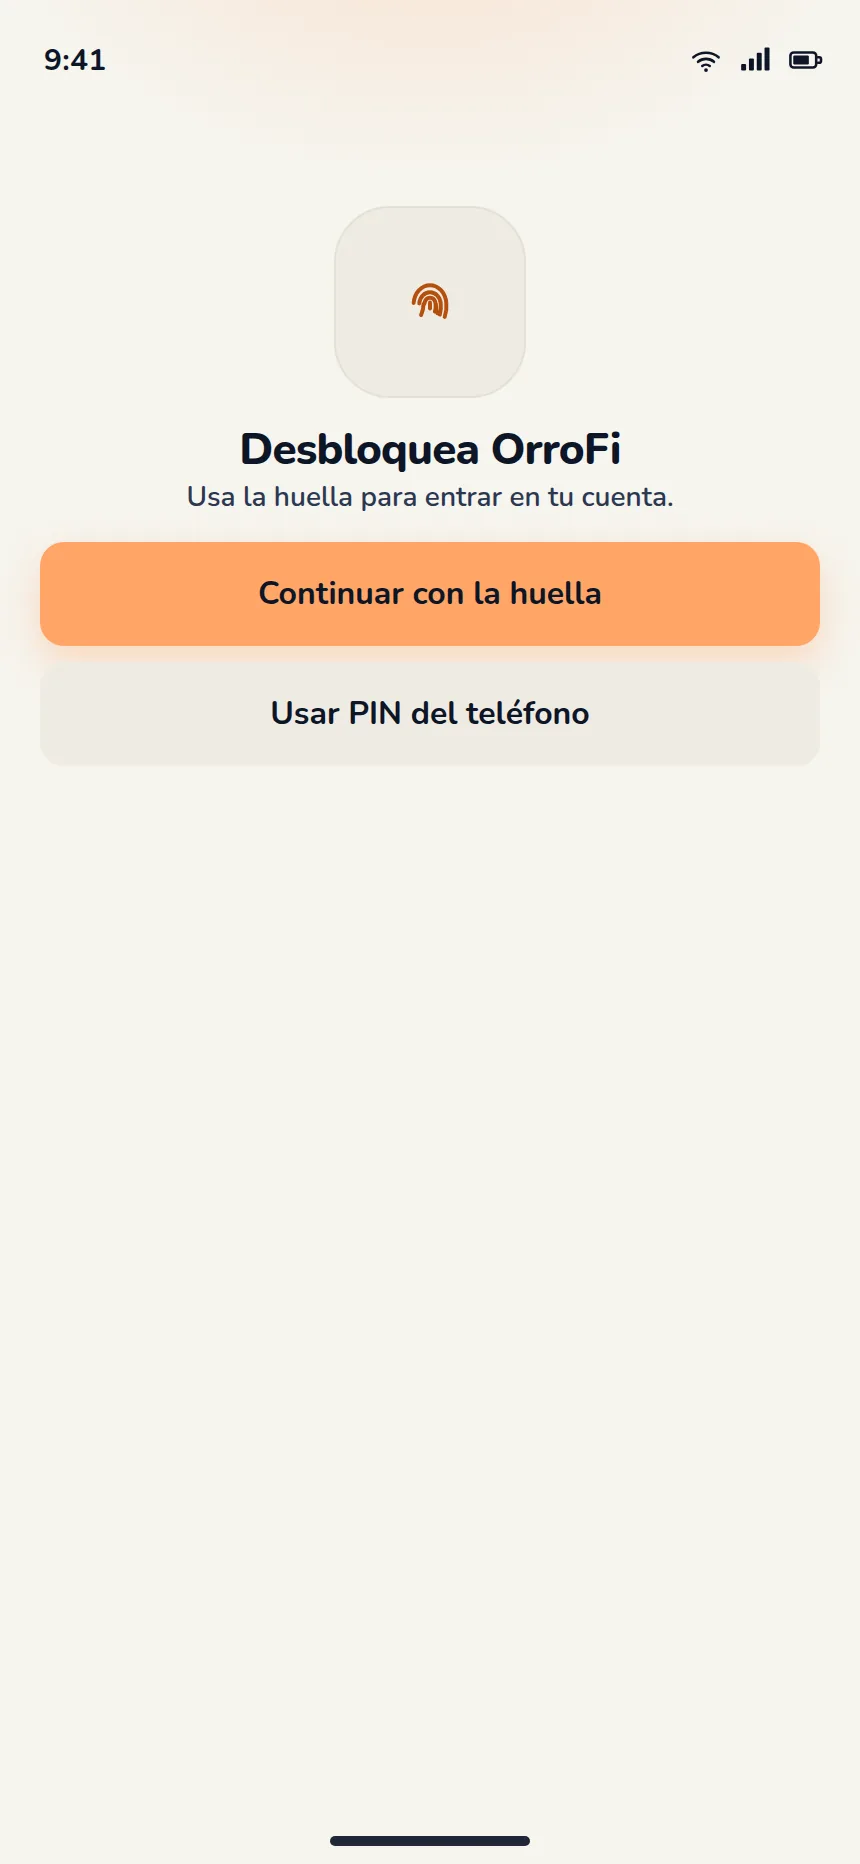 9:41
Desbloquea OrroFi
Usa la huella para entrar en tu cuenta.
Continuar con la huella
Usar PIN del teléfono